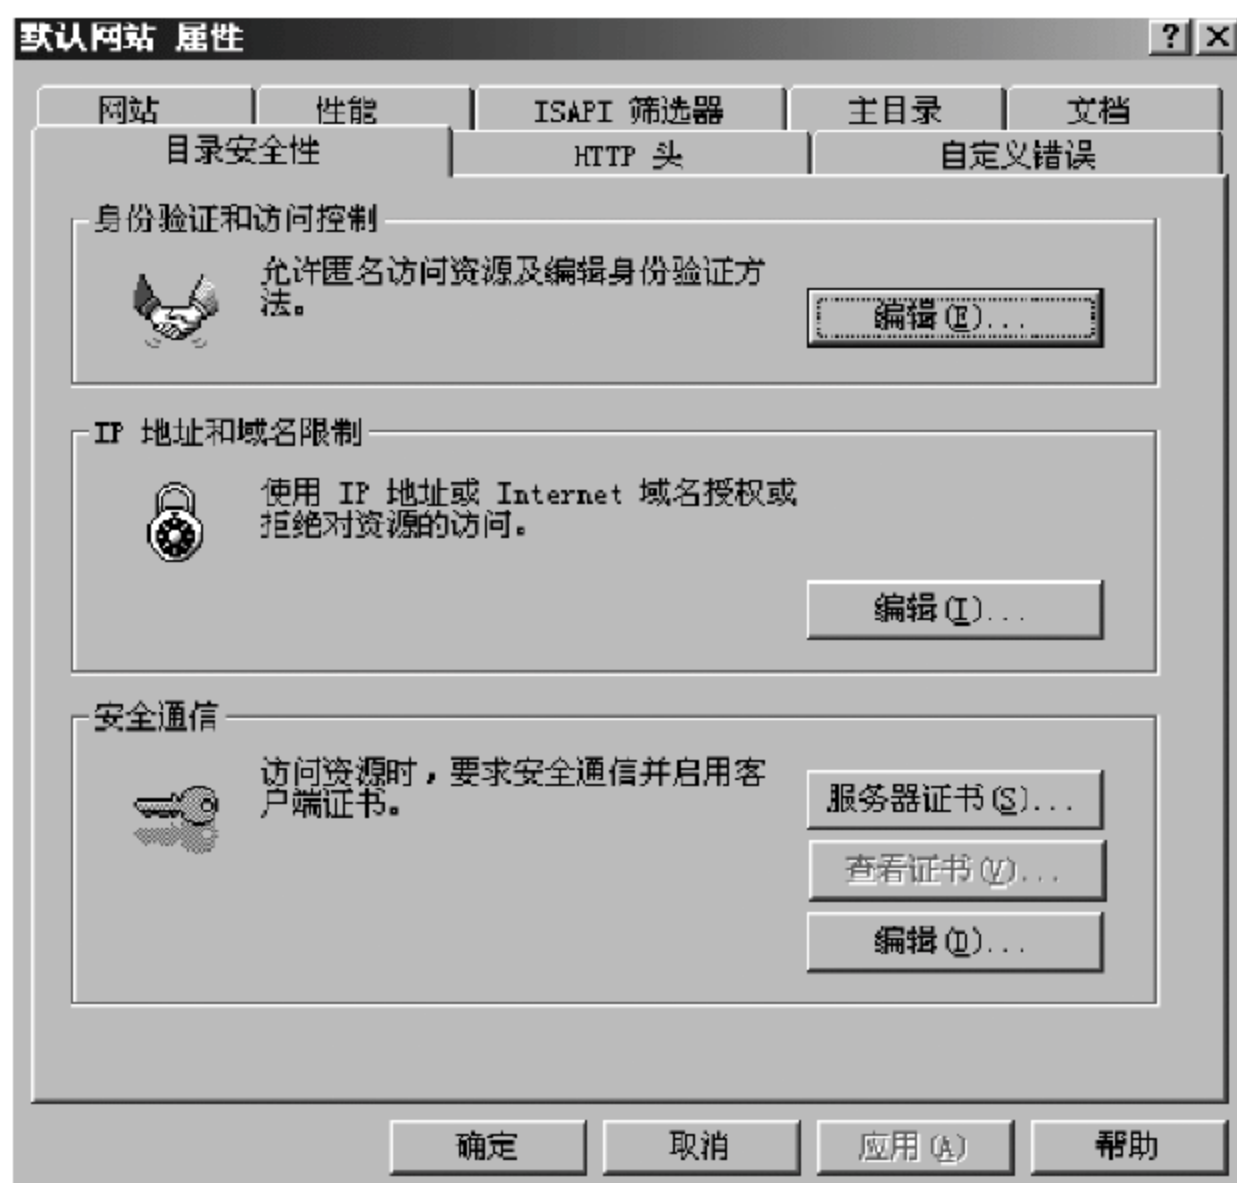 默认网站 属性
网站 性能 ISAPI 筛选器 主目录 文档
目录安全性 HTTP 头 自定义错误
身份验证和访问控制
允许匿名访问资源及编辑身份验证方
法。
编辑(E)...
IP 地址和域名限制
使用 IP 地址或 Internet 域名授权或
拒绝对资源的访问。
编辑(I)...
安全通信
访问资源时，要求安全通信并启用客
户端证书。
服务器证书(S)...
查看证书(V)...
编辑(D)...
确定 取消 应用(A) 帮助